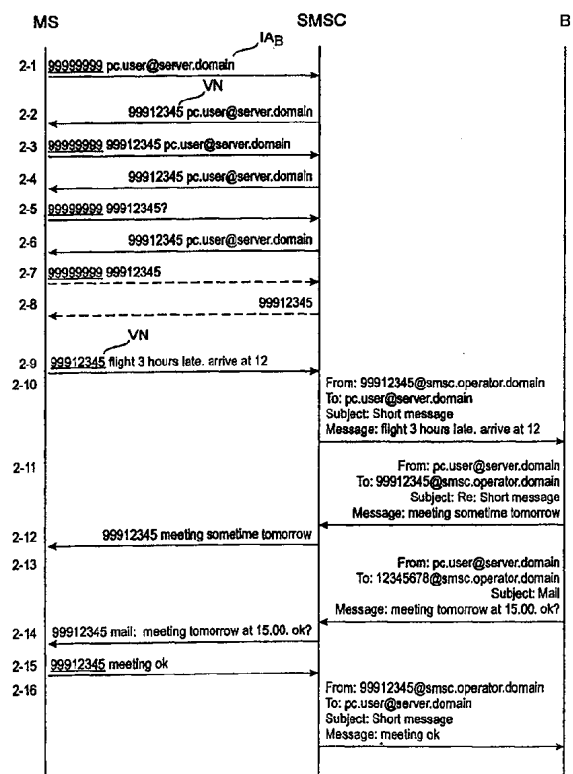 MS SMSC B
IAB
2-1 99999999 pc.user@server.domain
VN
2-2 99912345 pc.user@server.domain
2-3 99999999 99912345 pc.user@server.domain
2-4 99912345 pc.user@server.domain
2-5 99999999 99912345?
2-6 99912345 pc.user@server.domain
2-7 99999999 99912345
2-8 99912345
VN
2-9 99912345 flight 3 hours late. arrive at 12
2-10 From: 99912345@smsc.operator.domain
To: pc.user@server.domain
Subject: Short message
Message: flight 3 hours late. arrive at 12
2-11 From: pc.user@server.domain
To: 99912345@smsc.operator.domain
Subject: Re: Short message
Message: meeting sometime tomorrow
2-12 99912345 meeting sometime tomorrow
2-13 From: pc.user@server.domain
To: 12345678@smsc.operator.domain
Subject: Mail
Message: meeting tomorrow at 15.00. ok?
2-14 99912345 mail: meeting tomorrow at 15.00. ok?
2-15 99912345 meeting ok
2-16 From: 99912345@smsc.operator.domain
To: pc.user@server.domain
Subject: Short message
Message: meeting ok